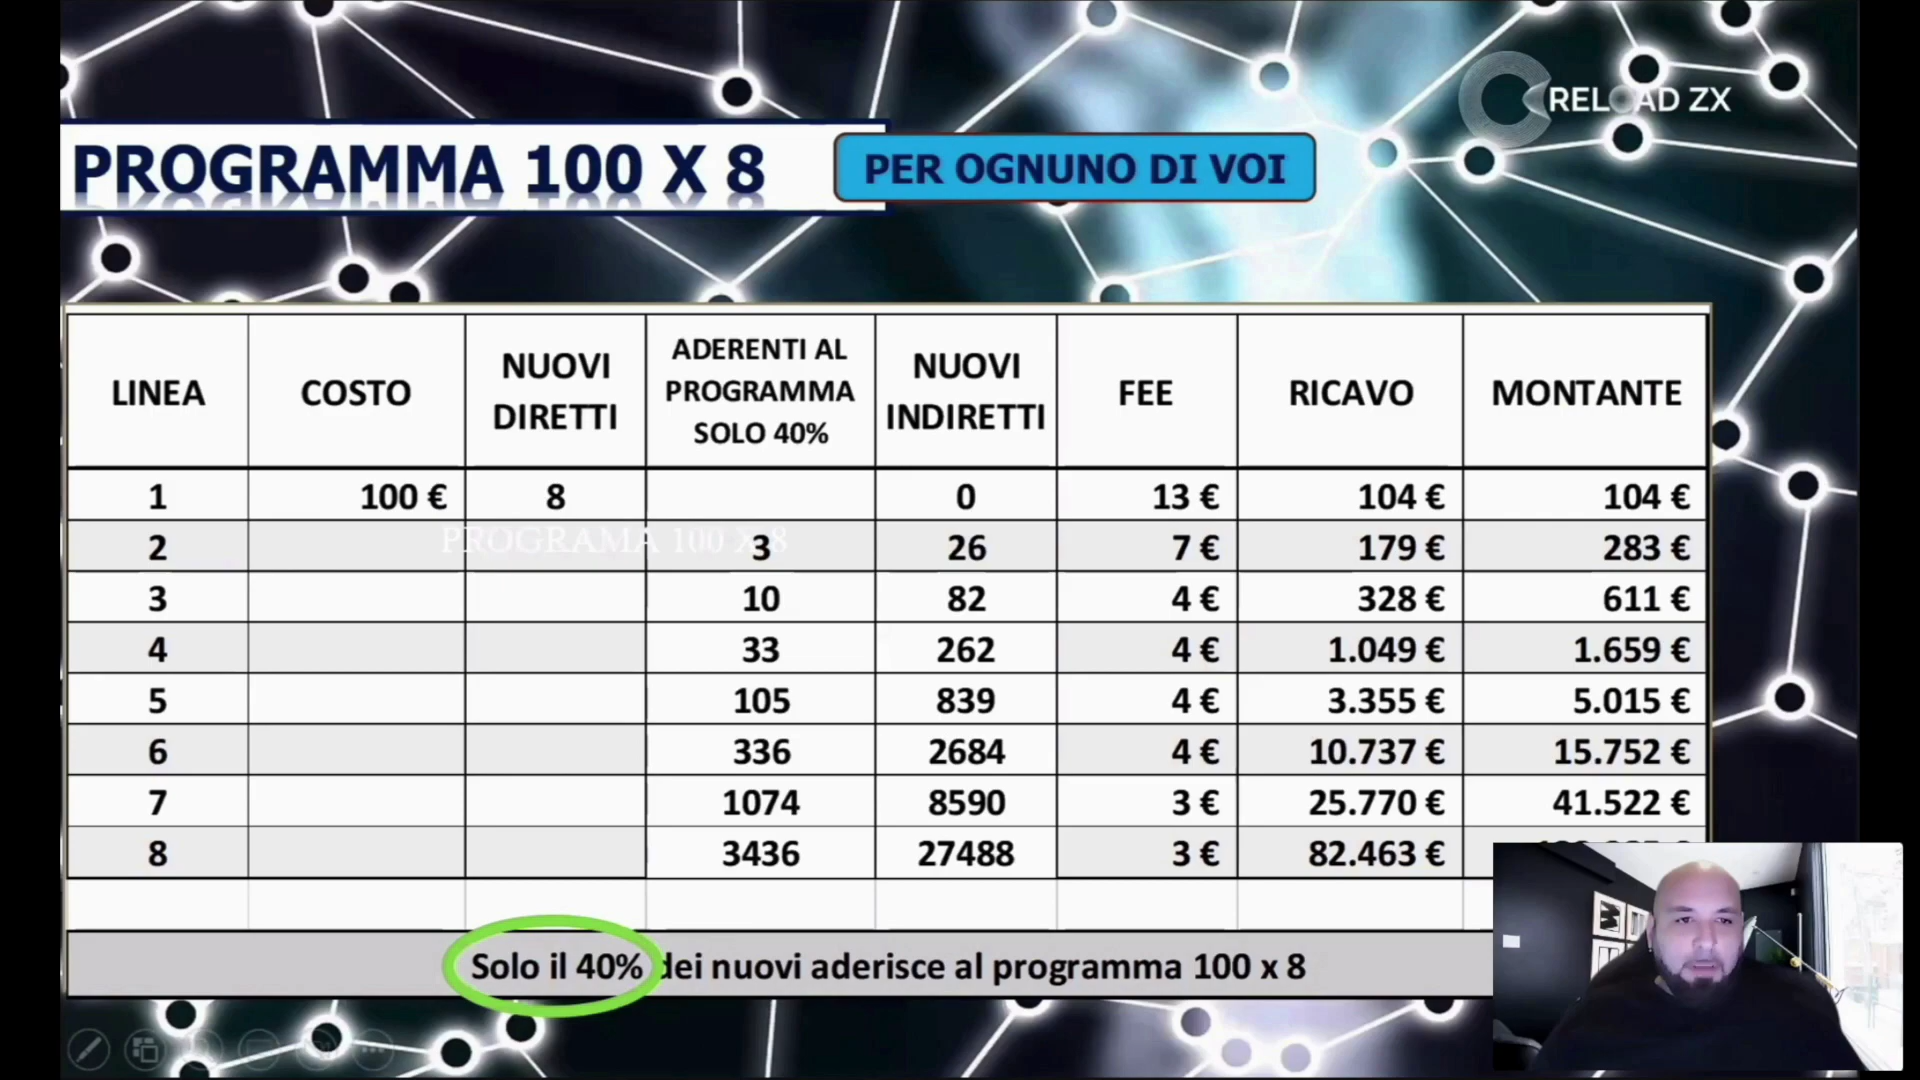 RELOAD ZX
PROGRAMMA 100 X 8
PER OGNUNO DI VOI
LINEA COSTO NUOVI DIRETTI ADERENTI AL PROGRAMMA SOLO 40% NUOVI INDIRETTI FEE RICAVO MONTANTE
1 100 € 8 0 13 € 104 € 104 €
PROGRAMA 100 X 8
2 3 26 7 € 179 € 283 €
3 10 82 4 € 328 € 611 €
4 33 262 4 € 1.049 € 1.659 €
5 105 839 4 € 3.355 € 5.015 €
6 336 2684 4 € 10.737 € 15.752 €
7 1074 8590 3 € 25.770 € 41.522 €
8 3436 27488 3 € 82.463 €
Solo il 40% dei nuovi aderisce al programma 100 x 8